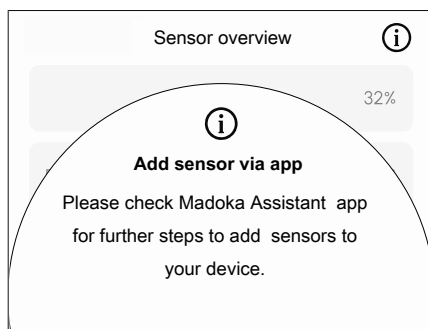 Sensor overview
32%
Add sensor via app
Please check Madoka Assistant app
for further steps to add sensors to
your device.